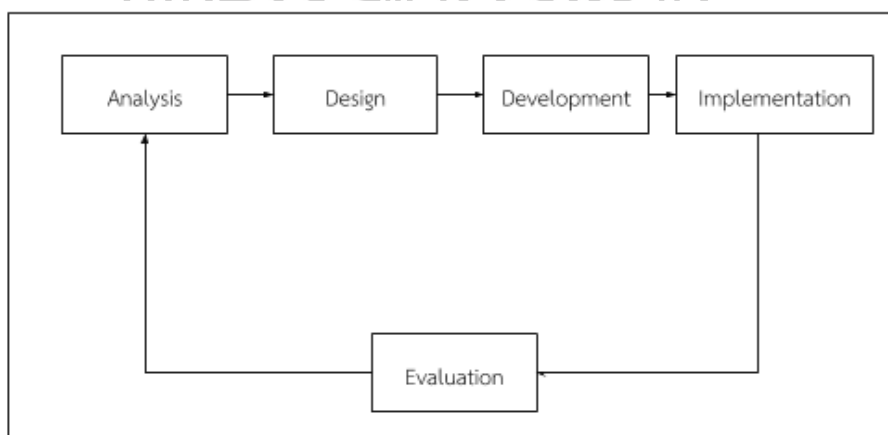 Analysis
Design
Development
Implementation
Evaluation